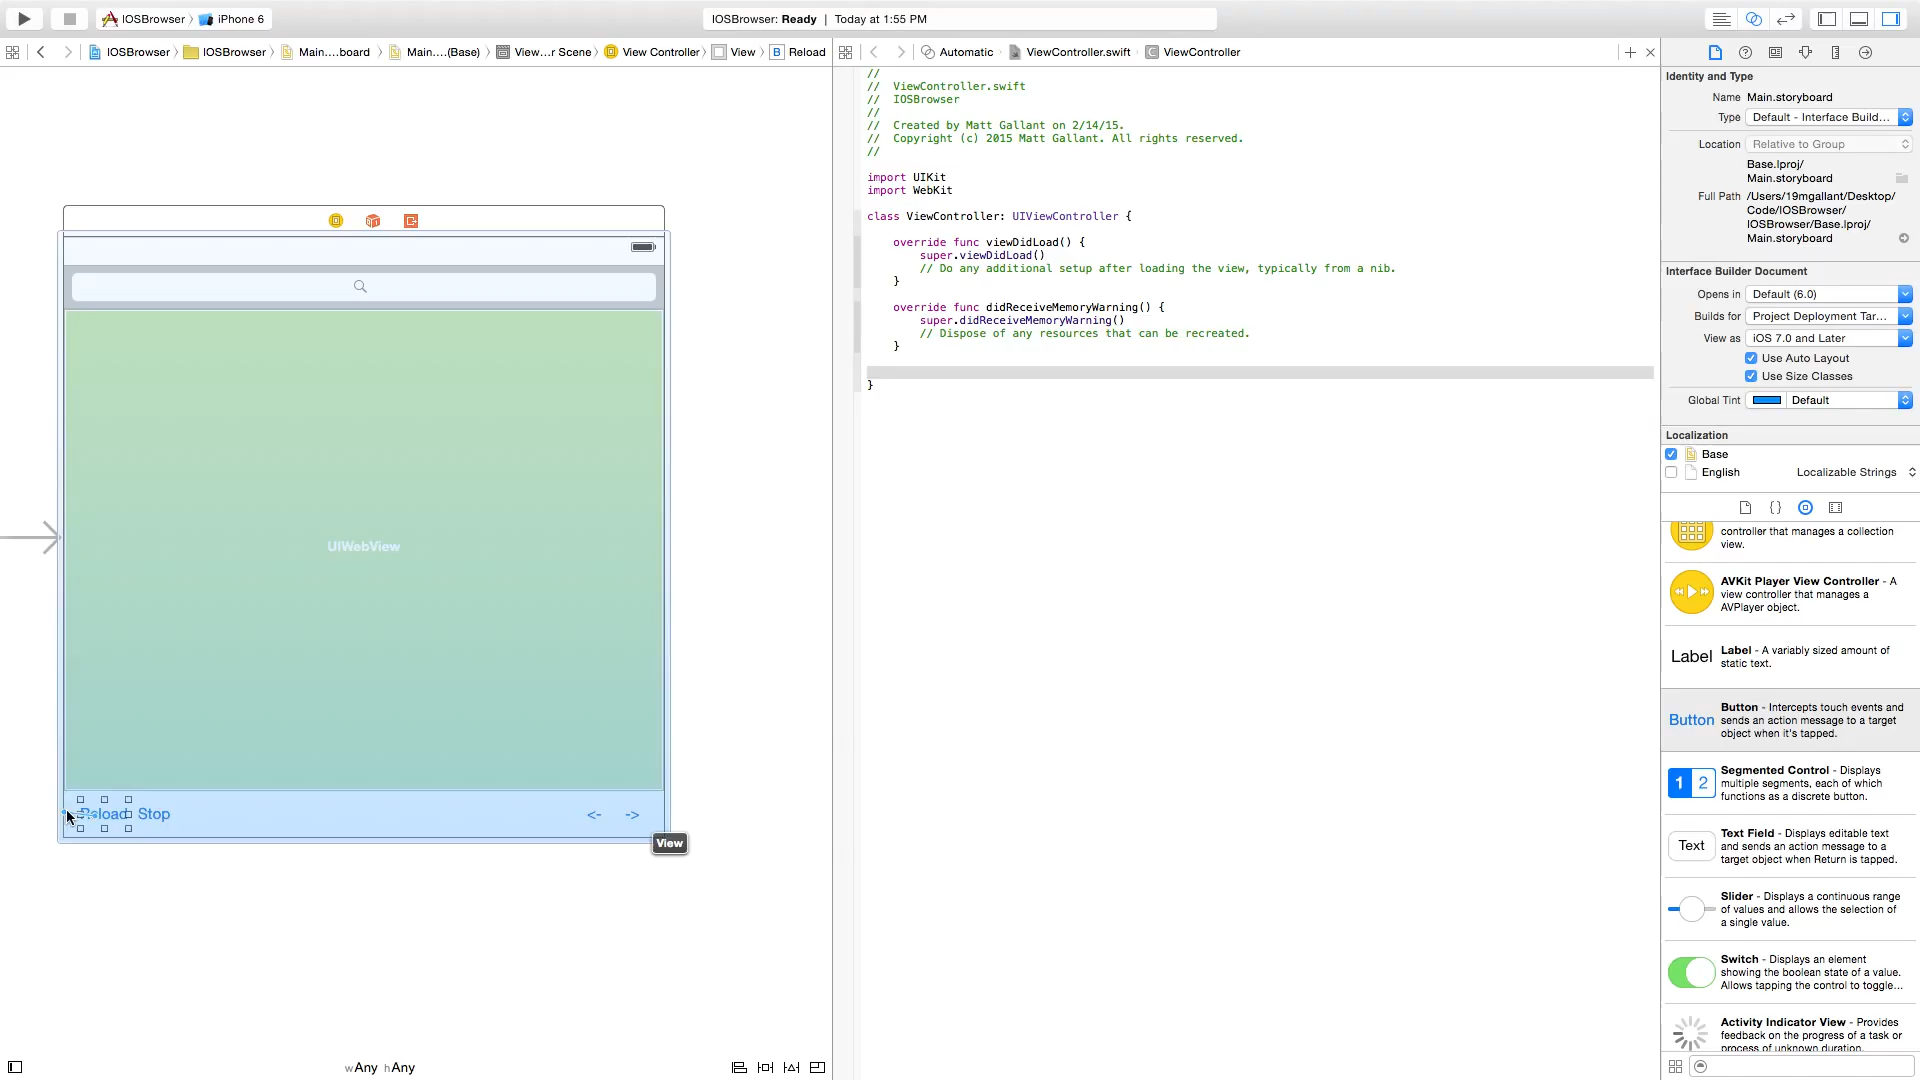 IOSBrowser
iPhone 6
IOSBrowser: Ready | Today at 1:55 PM
IOSBrowser
IOSBrowser
Main....board
Main....(Base)
View...r Scene
View Controller
View
B
Reload
Automatic
ViewController.swift
C
ViewController
//
// ViewController.swift
// IOSBrowser
//
// Created by Matt Gallant on 2/14/15.
// Copyright (c) 2015 Matt Gallant. All rights reserved.
//
import UIKit
import WebKit
class ViewController: UIViewController {
override func viewDidLoad() {
super.viewDidLoad()
// Do any additional setup after loading the view, typically from a nib.
}
override func didReceiveMemoryWarning() {
super.didReceiveMemoryWarning()
// Dispose of any resources that can be recreated.
}
}
UIWebView
Reload
Stop
<-
->
View
wAny hAny
Identity and Type
Name Main.storyboard
Type Default - Interface Build...
Location Relative to Group
Base.lproj/
Main.storyboard
Full Path /Users/19mgallant/Desktop/
Code/IOSBrowser/
IOSBrowser/Base.lproj/
Main.storyboard
Interface Builder Document
Opens in Default (6.0)
Builds for Project Deployment Tar...
View as iOS 7.0 and Later
Use Auto Layout
Use Size Classes
Global Tint Default
Localization
Base
English Localizable Strings
{}
controller that manages a collection
view.
AVKit Player View Controller - A
view controller that manages a
AVPlayer object.
Label
Label - A variably sized amount of
static text.
Button
Button - Intercepts touch events and
sends an action message to a target
object when it's tapped.
1 2
Segmented Control - Displays
multiple segments, each of which
functions as a discrete button.
Text
Text Field - Displays editable text
and sends an action message to a
target object when Return is tapped.
Slider - Displays a continuous range
of values and allows the selection of
a single value.
Switch - Displays an element
showing the boolean state of a value.
Allows tapping the control to toggle...
Activity Indicator View - Provides
feedback on the progress of a task or
process of unknown duration.